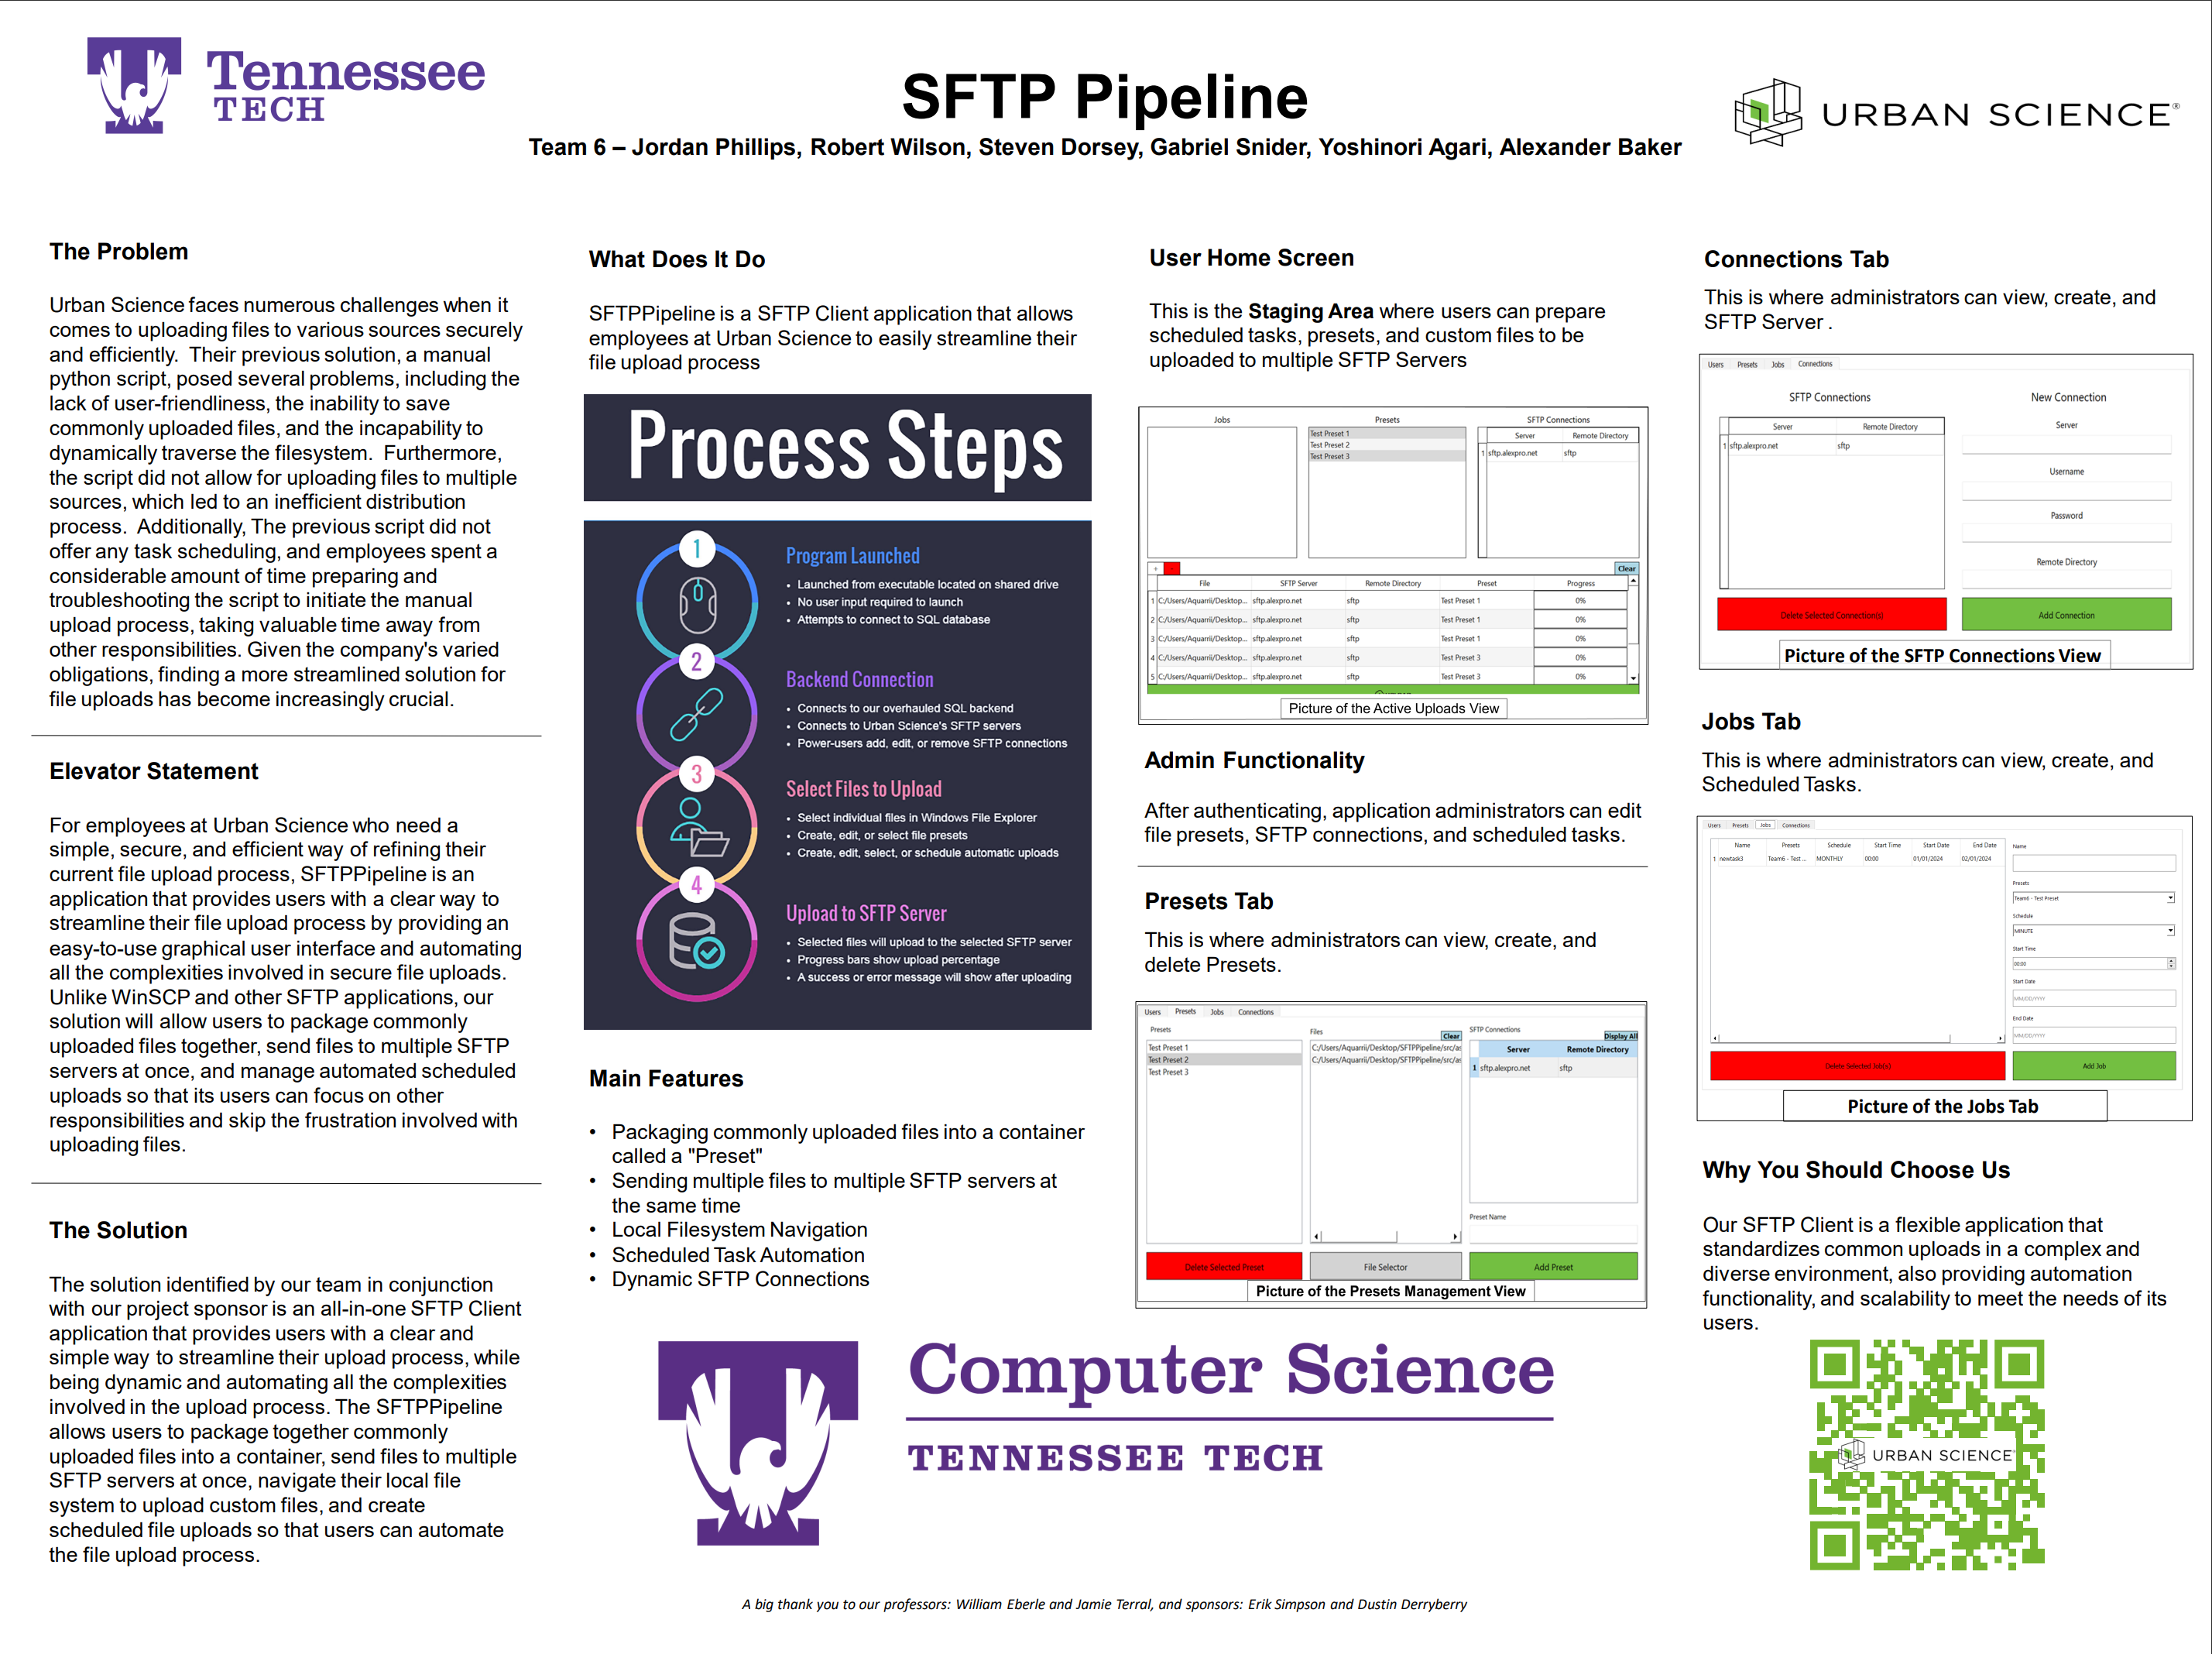 Tennessee
TECH
SFTP Pipeline
Team 6 – Jordan Phillips, Robert Wilson, Steven Dorsey, Gabriel Snider, Yoshinori Agari, Alexander Baker
URBAN SCIENCE®
The Problem
Urban Science faces numerous challenges when it
comes to uploading files to various sources securely
and efficiently.  Their previous solution, a manual
python script, posed several problems, including the
lack of user-friendliness, the inability to save
commonly uploaded files, and the incapability to
dynamically traverse the filesystem.  Furthermore,
the script did not allow for uploading files to multiple
sources, which led to an inefficient distribution
process.  Additionally, The previous script did not
offer any task scheduling, and employees spent a
considerable amount of time preparing and
troubleshooting the script to initiate the manual
upload process, taking valuable time away from
other responsibilities. Given the company's varied
obligations, finding a more streamlined solution for
file uploads has become increasingly crucial.
Elevator Statement
For employees at Urban Science who need a
simple, secure, and efficient way of refining their
current file upload process, SFTPPipeline is an
application that provides users with a clear way to
streamline their file upload process by providing an
easy-to-use graphical user interface and automating
all the complexities involved in secure file uploads.
Unlike WinSCP and other SFTP applications, our
solution will allow users to package commonly
uploaded files together, send files to multiple SFTP
servers at once, and manage automated scheduled
uploads so that its users can focus on other
responsibilities and skip the frustration involved with
uploading files.
The Solution
The solution identified by our team in conjunction
with our project sponsor is an all-in-one SFTP Client
application that provides users with a clear and
simple way to streamline their upload process, while
being dynamic and automating all the complexities
involved in the upload process. The SFTPPipeline
allows users to package together commonly
uploaded files into a container, send files to multiple
SFTP servers at once, navigate their local file
system to upload custom files, and create
scheduled file uploads so that users can automate
the file upload process.
What Does It Do
SFTPPipeline is a SFTP Client application that allows
employees at Urban Science to easily streamline their
file upload process
Process Steps
1
Program Launched
• Launched from executable located on shared drive
• No user input required to launch
• Attempts to connect to SQL database
2
Backend Connection
• Connects to our overhauled SQL backend
• Connects to Urban Science's SFTP servers
• Power-users add, edit, or remove SFTP connections
3
Select Files to Upload
• Select individual files in Windows File Explorer
• Create, edit, or select file presets
• Create, edit, select, or schedule automatic uploads
4
Upload to SFTP Server
• Selected files will upload to the selected SFTP server
• Progress bars show upload percentage
• A success or error message will show after uploading
Main Features
• Packaging commonly uploaded files into a container
called a "Preset"
• Sending multiple files to multiple SFTP servers at
the same time
• Local Filesystem Navigation
• Scheduled Task Automation
• Dynamic SFTP Connections
User Home Screen
This is the Staging Area where users can prepare
scheduled tasks, presets, and custom files to be
uploaded to multiple SFTP Servers
Jobs Presets SFTP Connections
Test Preset 1
Test Preset 2
Test Preset 3
Server Remote Directory
1 sftp.alexpro.net sftp
+ - Clear
File SFTP Server Remote Directory Preset Progress
1 C:/Users/Aquarrii/Desktop... sftp.alexpro.net sftp Test Preset 1 0%
2 C:/Users/Aquarrii/Desktop... sftp.alexpro.net sftp Test Preset 1 0%
3 C:/Users/Aquarrii/Desktop... sftp.alexpro.net sftp Test Preset 1 0%
4 C:/Users/Aquarrii/Desktop... sftp.alexpro.net sftp Test Preset 3 0%
5 C:/Users/Aquarrii/Desktop... sftp.alexpro.net sftp Test Preset 3 0%
Picture of the Active Uploads View
Admin Functionality
After authenticating, application administrators can edit
file presets, SFTP connections, and scheduled tasks.
Presets Tab
This is where administrators can view, create, and
delete Presets.
Users Presets Jobs Connections
Presets Files Clear SFTP Connections Display All
Test Preset 1
Test Preset 2
Test Preset 3
C:/Users/Aquarrii/Desktop/SFTPPipeline/src/as
C:/Users/Aquarrii/Desktop/SFTPPipeline/src/as
Server Remote Directory
1 sftp.alexpro.net sftp
Preset Name
Delete Selected Preset File Selector Add Preset
Picture of the Presets Management View
Connections Tab
This is where administrators can view, create, and
SFTP Server .
Users Presets Jobs Connections
SFTP Connections New Connection
Server Remote Directory
1 sftp.alexpro.net sftp
Server
Username
Password
Remote Directory
Delete Selected Connection(s) Add Connection
Picture of the SFTP Connections View
Jobs Tab
This is where administrators can view, create, and
Scheduled Tasks.
Users Presets Jobs Connections
Name Presets Schedule Start Time Start Date End Date
1 newtask3 Team6 - Test ... MONTHLY 00:00 01/01/2024 02/01/2024
Name
Presets
Team6 - Test Preset
Schedule
MINUTE
Start Time
00:00
Start Date
MM/DD/YYYY
End Date
MM/DD/YYYY
Delete Selected Job(s) Add Job
Picture of the Jobs Tab
Why You Should Choose Us
Our SFTP Client is a flexible application that
standardizes common uploads in a complex and
diverse environment, also providing automation
functionality, and scalability to meet the needs of its
users.
URBAN SCIENCE
Computer Science
TENNESSEE TECH
A big thank you to our professors: William Eberle and Jamie Terral, and sponsors: Erik Simpson and Dustin Derryberry